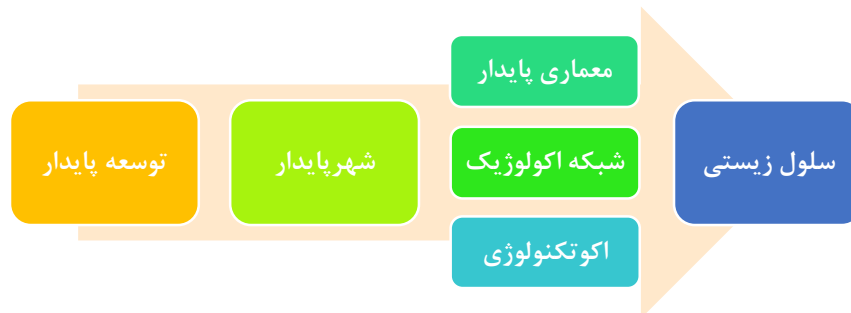 توسعه پایدار
شهرپایدار
معماری پایدار
شبکه اکولوژیک
اکوتکنولوژی
سلول زیستی